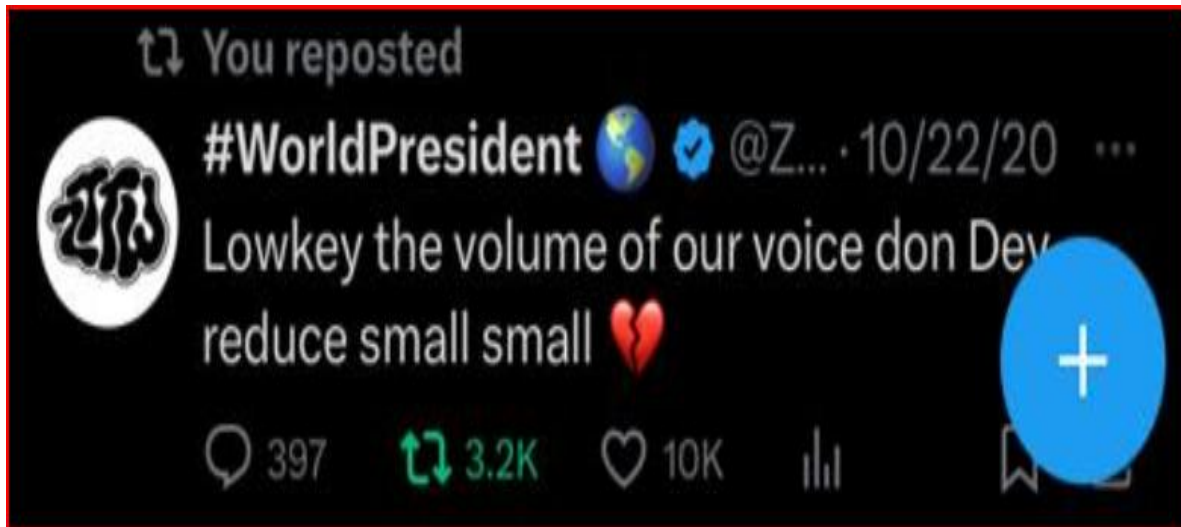 You reposted
#WorldPresident 🌎 @Z... · 10/22/20 ...
Lowkey the volume of our voice don Dey
reduce small small 💔
397 3.2K 10K